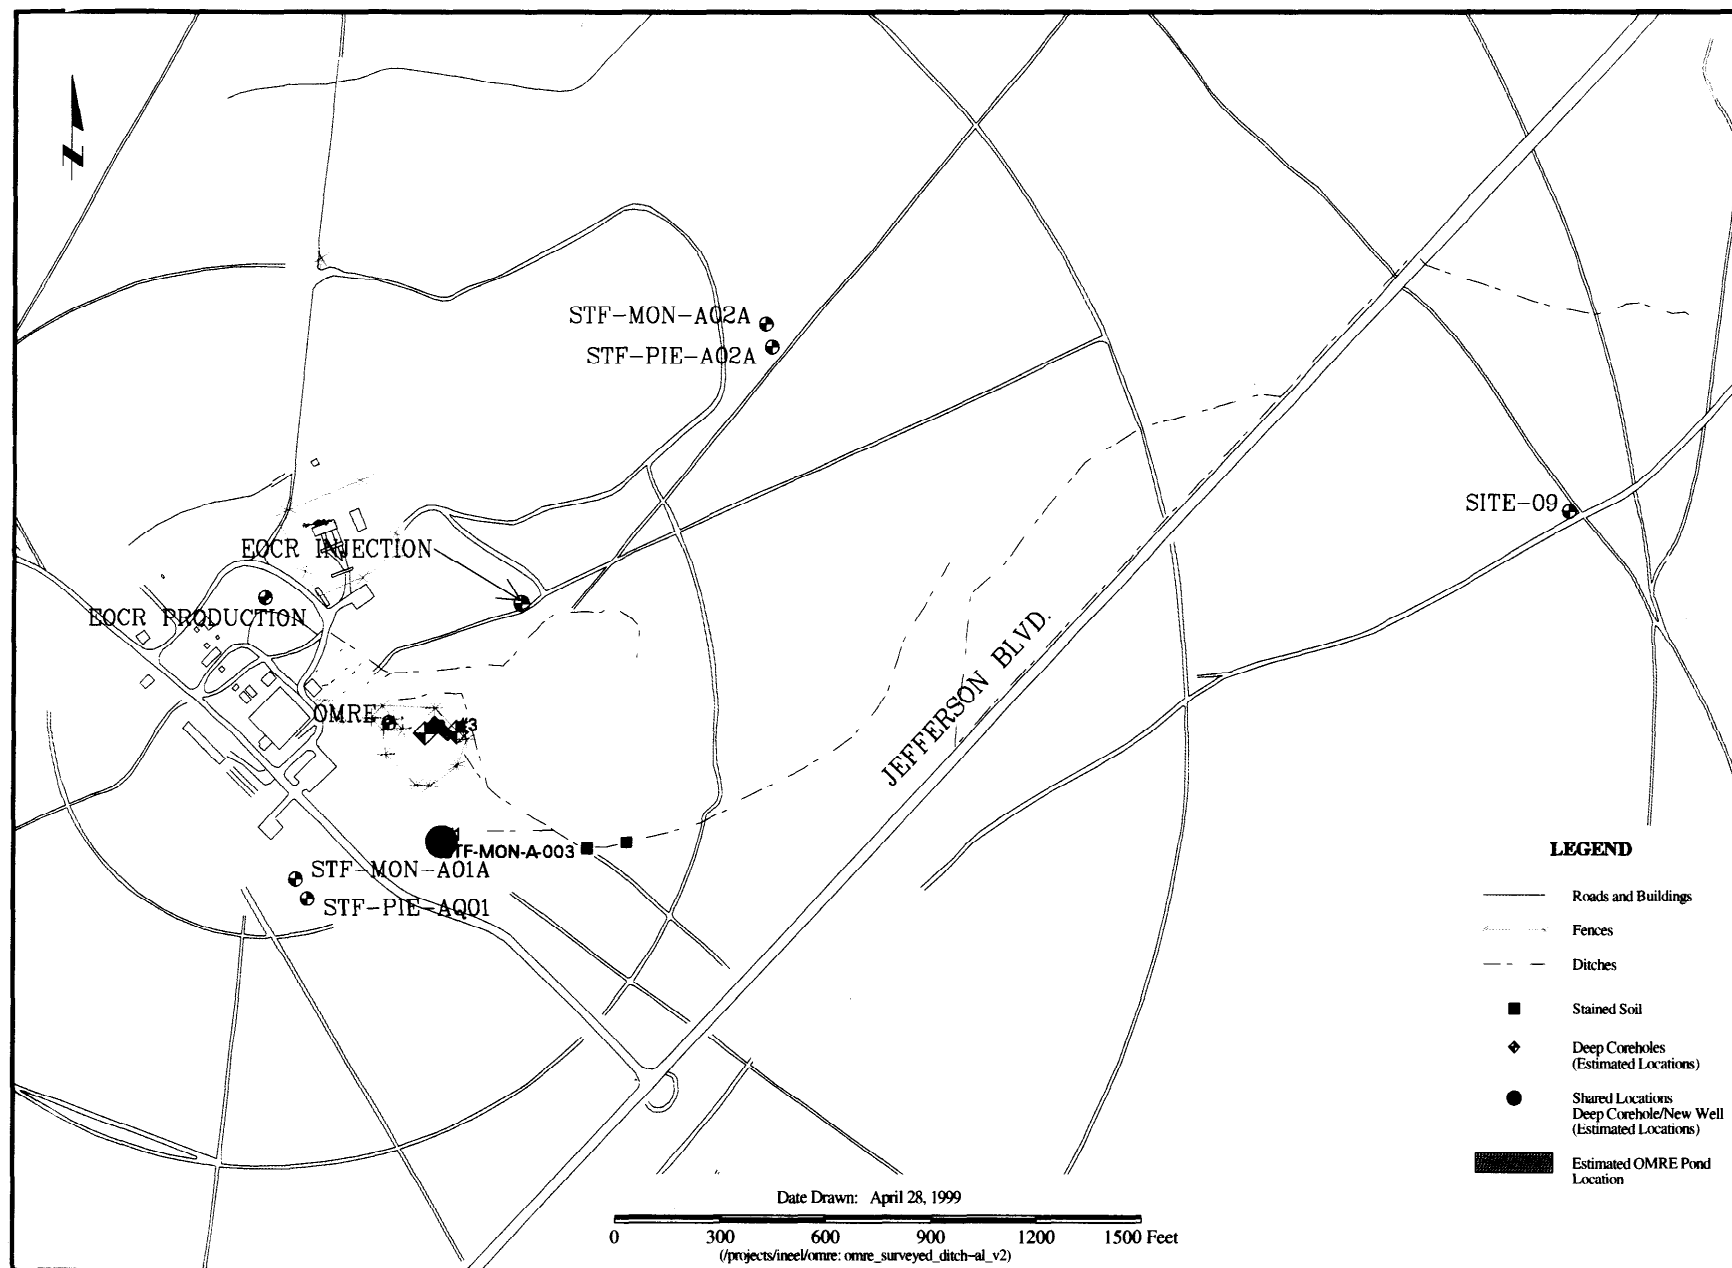 N
STF-MON-A02A
STF-PIE-A02A
SITE-09
EOCR INJECTION
EOCR PRODUCTION
OMRE
JEFFERSON BLVD.
STF-MON-A-003
STF-MON-A01A
STF-PIE-AQ01
LEGEND
Roads and Buildings
Fences
Ditches
Stained Soil
Deep Coreholes
(Estimated Locations)
Shared Locations
Deep Corehole/New Well
(Estimated Locations)
Estimated OMRE Pond
Location
Date Drawn: April 28, 1999
0 300 600 900 1200 1500 Feet
(/projects/ineel/omre: omre_surveyed_ditch-al_v2)